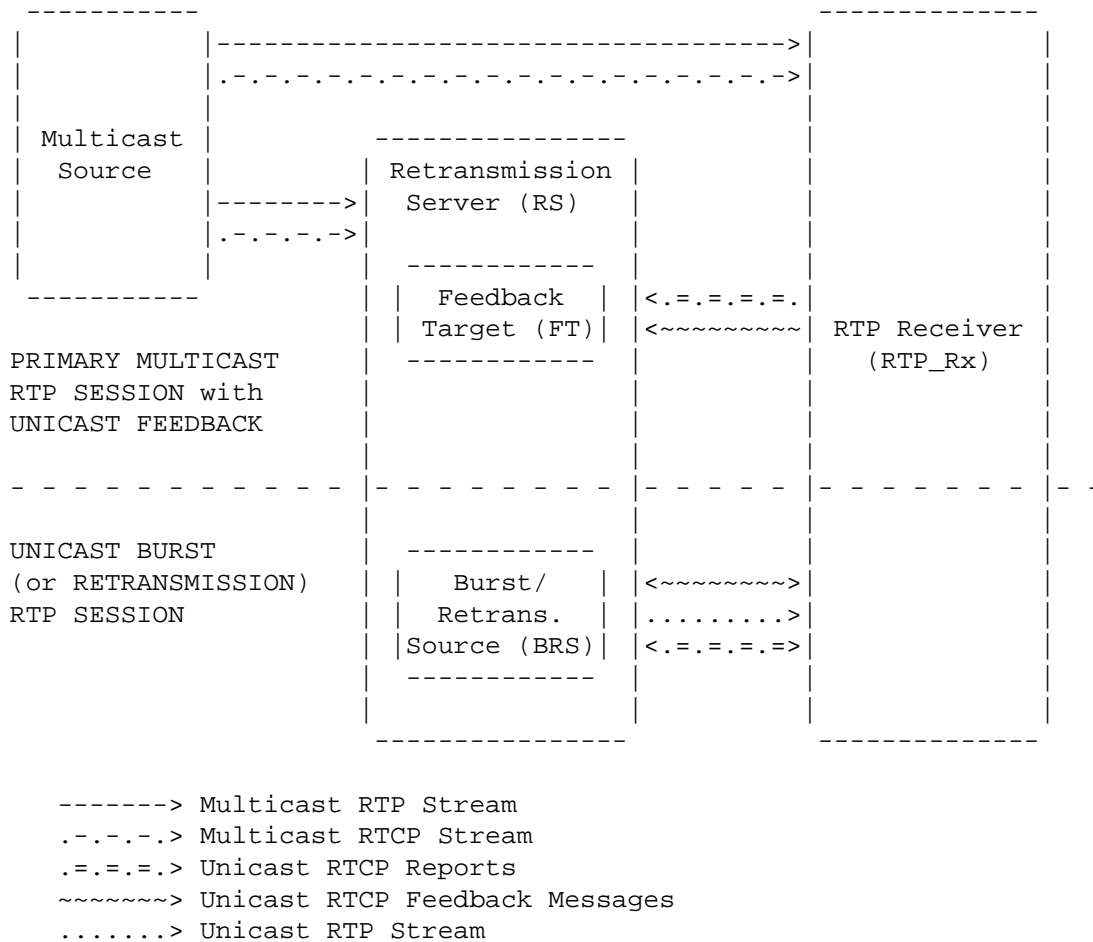 Multicast
Source
Retransmission
Server (RS)
Feedback
Target (FT)
RTP Receiver
(RTP_Rx)
PRIMARY MULTICAST
RTP SESSION with
UNICAST FEEDBACK
UNICAST BURST
(or RETRANSMISSION)
RTP SESSION
Burst/
Retrans.
Source (BRS)
-------> Multicast RTP Stream
.-.-.-.> Multicast RTCP Stream
.=.=.=.> Unicast RTCP Reports
~~~~~~~> Unicast RTCP Feedback Messages
.......> Unicast RTP Stream